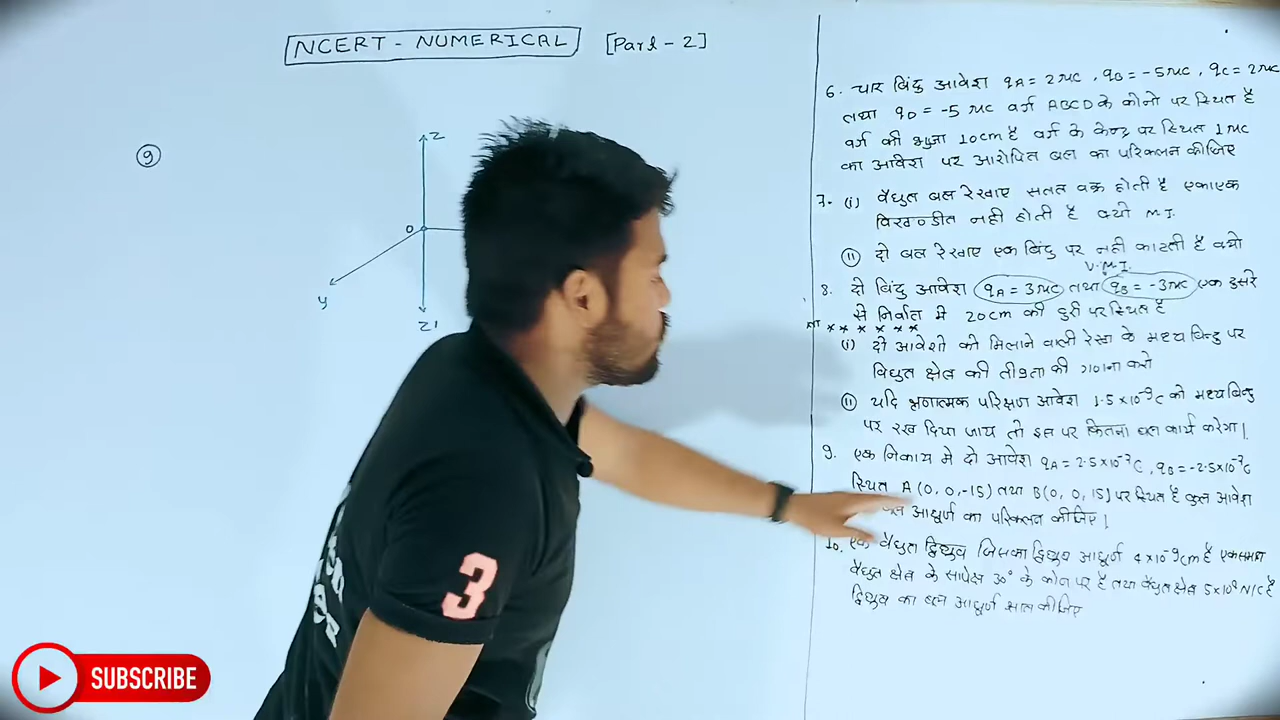 NCERT - NUMERICAL [Part - 2]
9
Z
O
y
Z1
6. चार बिंदु आवेश qA = 2μC, qB = -5μC, qC = 2μC
तथा qD = -5 μC वर्ग ABCD के कोनो पर स्थित है
वर्ग की भुजा 10cm है वर्ग के केन्द्र पर स्थित 1μC
का आवेश पर आरोपित बल का परिकलन कीजिए
7. (i) वैधुत बल रेखाए सतत वक्र होती है एकाएक
विखण्डीत नही होती है क्यो M.I.
(ii) दो बल रेखाए एक बिंदु पर नही काटती है क्यो
V.M.I.
8. दो बिंदु आवेश qA = 3μC तथा qB = -3μC एक दुसरे
से निर्वात मे 20cm की दुरी पर स्थित है
(i) दो आवेशो को मिलाने वाली रेखा के मध्य बिन्दु पर
विधुत क्षेत्र की तीव्रता की गणना करो
(ii) यदि ऋणात्मक परिक्षण आवेश 1.5×10⁻⁹C को मध्य बिन्दु
पर रख दिया जाय तो इस पर कितना बल कार्य करेगा।
9. एक निकाय मे दो आवेश qA = 2.5×10⁻⁷C, qB = -2.5×10⁻⁷C
स्थित A (0, 0, -15) तथा B(0, 0, 15) पर स्थित है कुल आवेश
आधुर्ण का परिकलन कीजिए।
10. एक वैधुत द्विध्रुव जिसका द्विध्रुव आधुर्ण 4×10⁻⁹cm है एकसमान
वैधुत क्षेत्र के सापेक्ष 30° के कोन पर है तथा वैधुत क्षेत्र 5×10⁴ N/C है
द्विध्रुव का बल आधुर्ण ज्ञात कीजिए
3
SUBSCRIBE